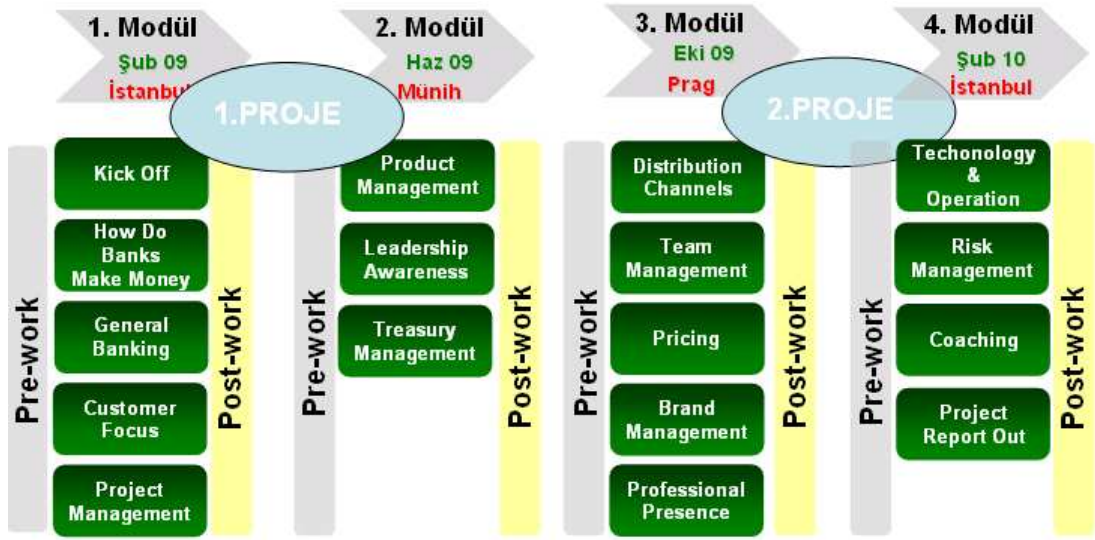 1. Modül
Şub 09
İstanbul
1.PROJE
2. Modül
Haz 09
Münih
3. Modül
Eki 09
Prag
2.PROJE
4. Modül
Şub 10
İstanbul
Pre-work
Kick Off
How Do
Banks
Make Money
General
Banking
Customer
Focus
Project
Management
Post-work
Pre-work
Product
Management
Leadership
Awareness
Treasury
Management
Post-work
Pre-work
Distribution
Channels
Team
Management
Pricing
Brand
Management
Professional
Presence
Post-work
Pre-work
Techonology
&
Operation
Risk
Management
Coaching
Project
Report Out
Post-work